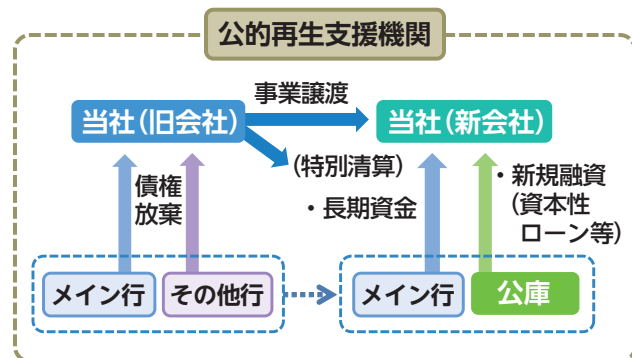 公的再生支援機関
事業譲渡
当社（旧会社）
当社（新会社）
（特別清算）
債権
放棄
・長期資金
・新規融資
（資本性
ローン等）
メイン行
その他行
メイン行
公庫